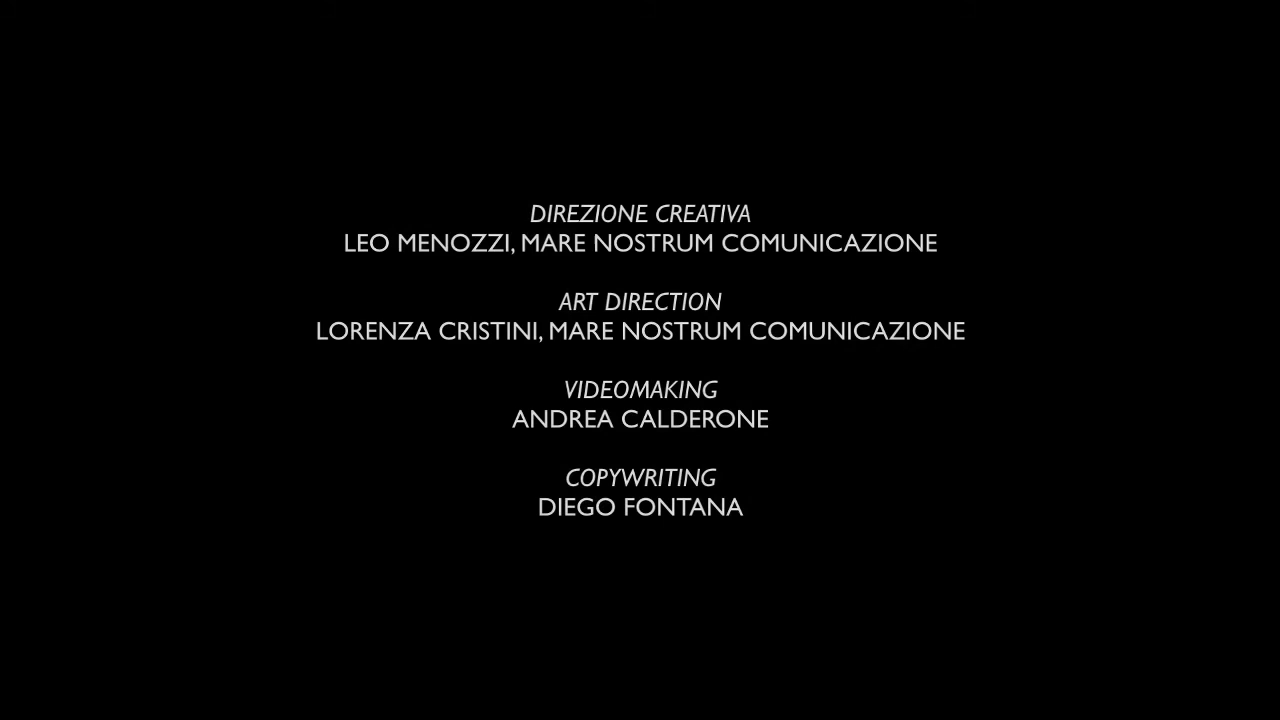 DIREZIONE CREATIVA
LEO MENOZZI, MARE NOSTRUM COMUNICAZIONE
ART DIRECTION
LORENZA CRISTINI, MARE NOSTRUM COMUNICAZIONE
VIDEOMAKING
ANDREA CALDERONE
COPYWRITING
DIEGO FONTANA